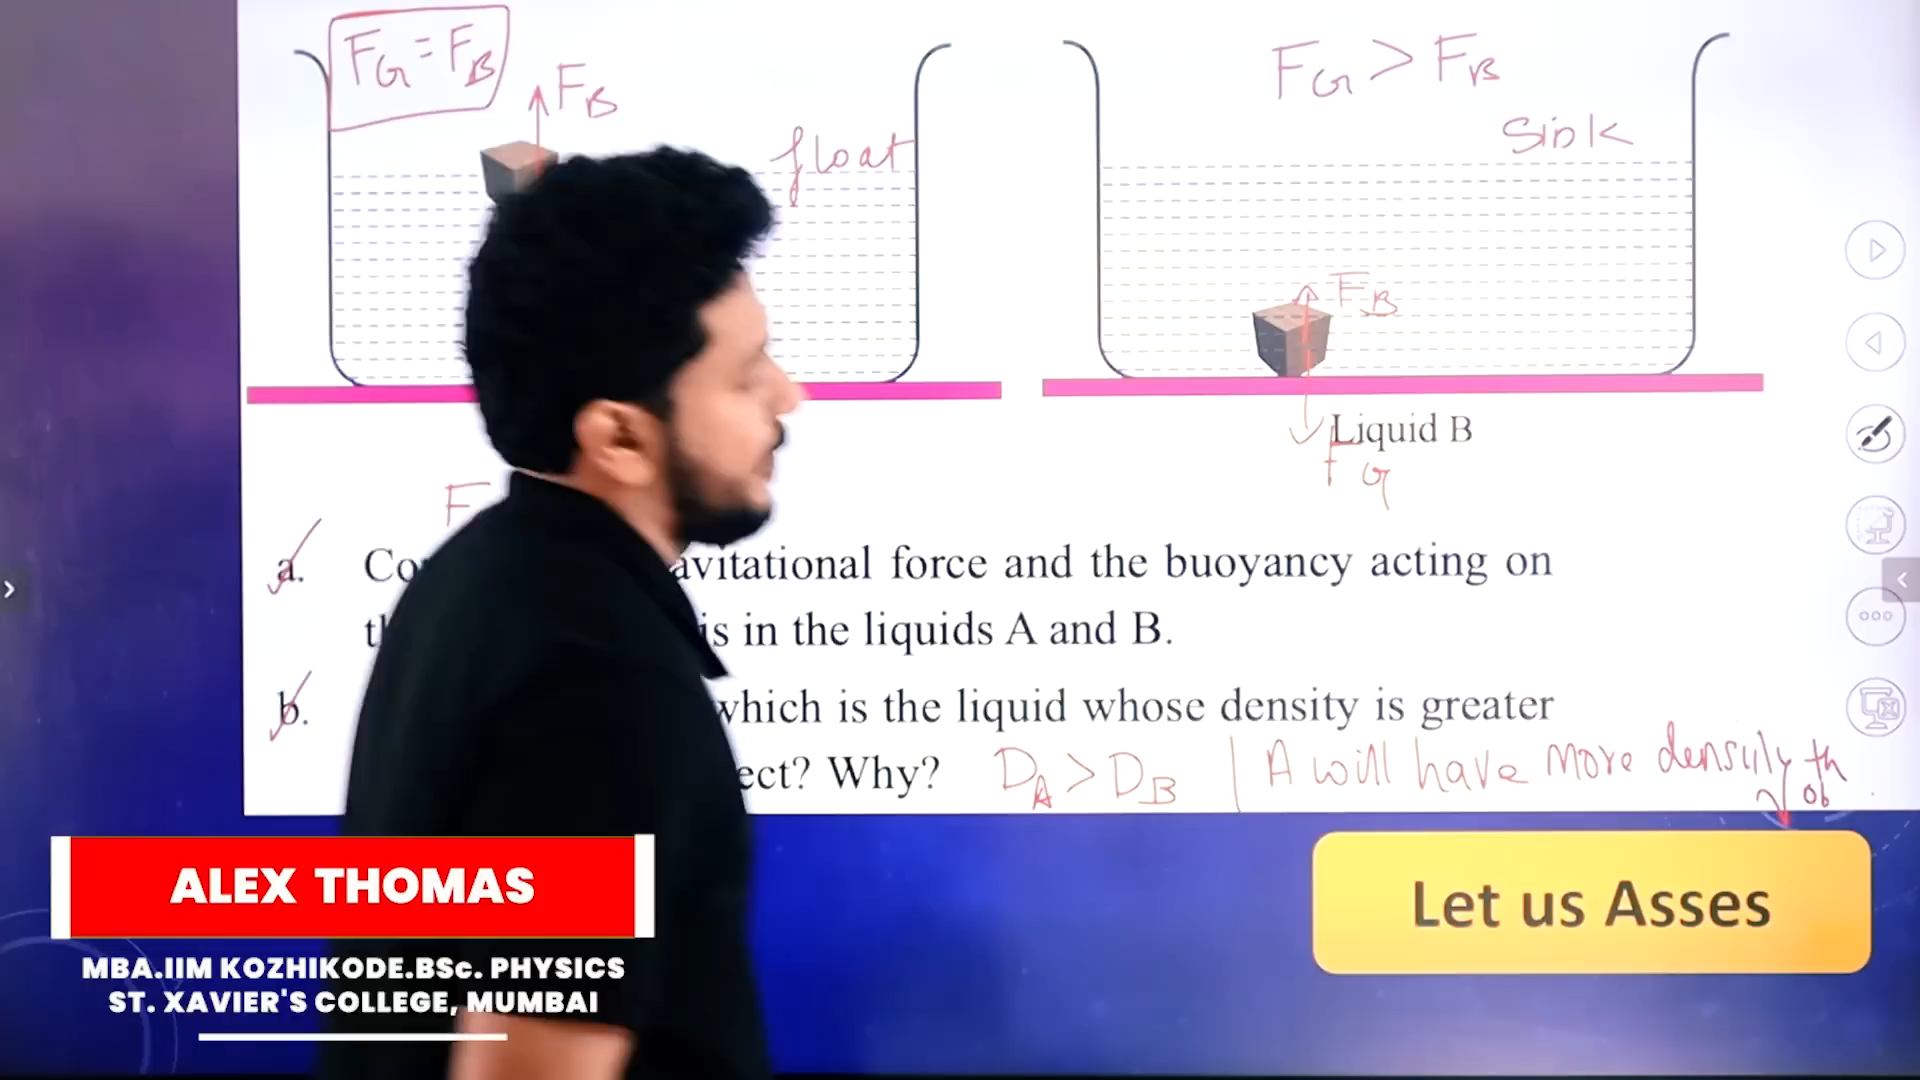 FG = FB
FB
float
FG > FB
Sink
FB
Liquid B
FG
F
a.
avitational force and the buoyancy acting on
is in the liquids A and B.
b.
which is the liquid whose density is greater
ect? Why? DA > DB | A will have more density th
ob
Let us Asses
ALEX THOMAS
MBA.IIM KOZHIKODE.BSc. PHYSICS
ST. XAVIER'S COLLEGE, MUMBAI